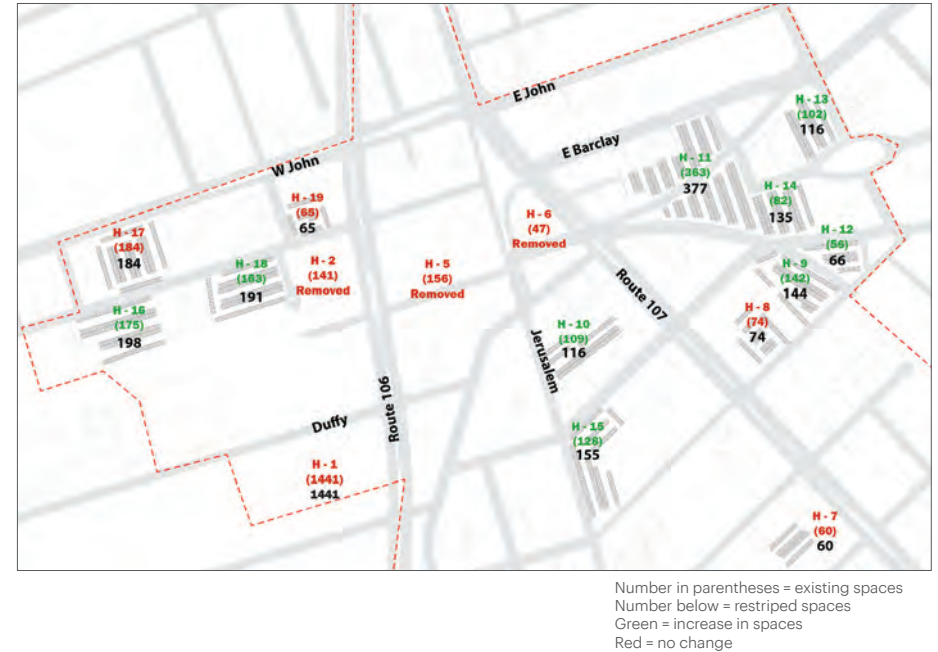 E John
H - 13
(102)
116
E Barclay
W John
H - 11
(363)
377
H - 14
(82)
135
H - 19
(65)
65
H - 6
(47)
Removed
H - 17
(184)
184
H - 12
(56)
66
H - 18
(163)
191
H - 2
(141)
Removed
H - 5
(156)
Removed
H - 9
(142)
144
Route 107
H - 16
(175)
198
H - 8
(74)
74
H - 10
(109)
116
Jerusalem
Route 106
Duffy
H - 15
(128)
155
H - 1
(1441)
1441
H - 7
(60)
60
Number in parentheses = existing spaces
Number below = restriped spaces
Green = increase in spaces
Red = no change